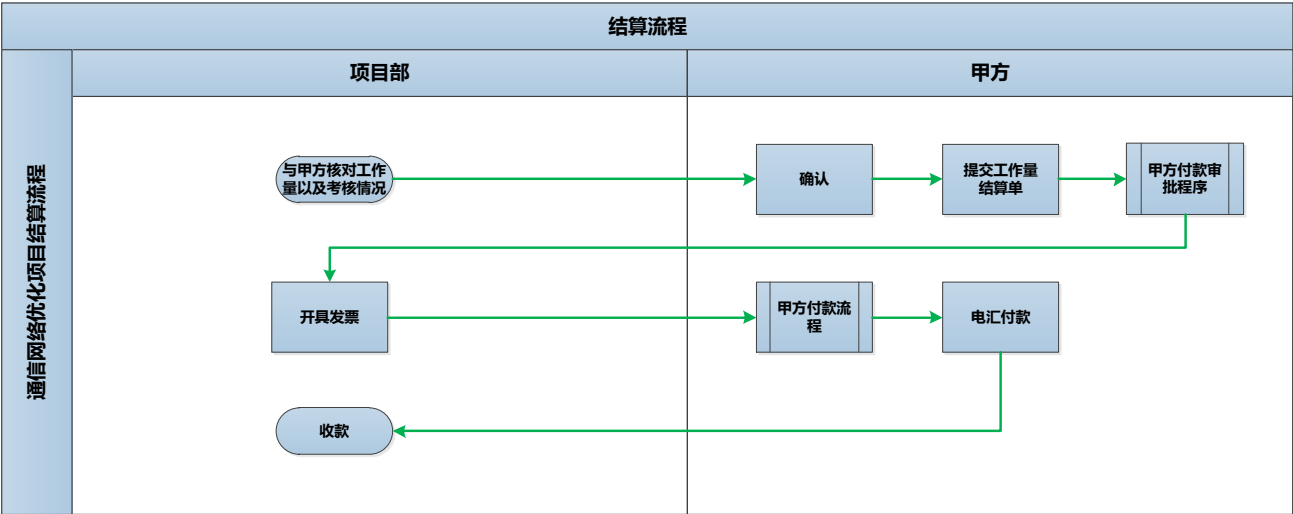 结算流程
项目部
甲方
通信网络优化项目结算流程
与甲方核对工作
量以及考核情况
确认
提交工作量
结算单
甲方付款审
批程序
开具发票
甲方付款流
程
电汇付款
收款